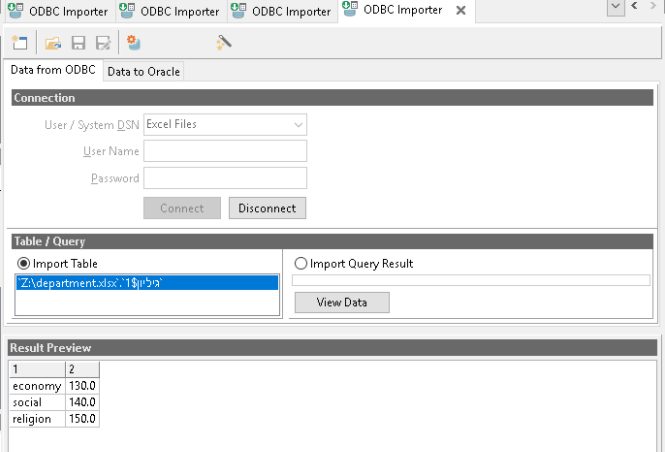 ODBC Importer ODBC Importer ODBC Importer ODBC Importer
Data from ODBC Data to Oracle
Connection
User / System DSN Excel Files
User Name
Password
Connect Disconnect
Table / Query
Import Table Import Query Result
`Z:\department.xlsx`.`גיליון1$`
View Data
Result Preview
1 2
economy 130.0
social 140.0
religion 150.0